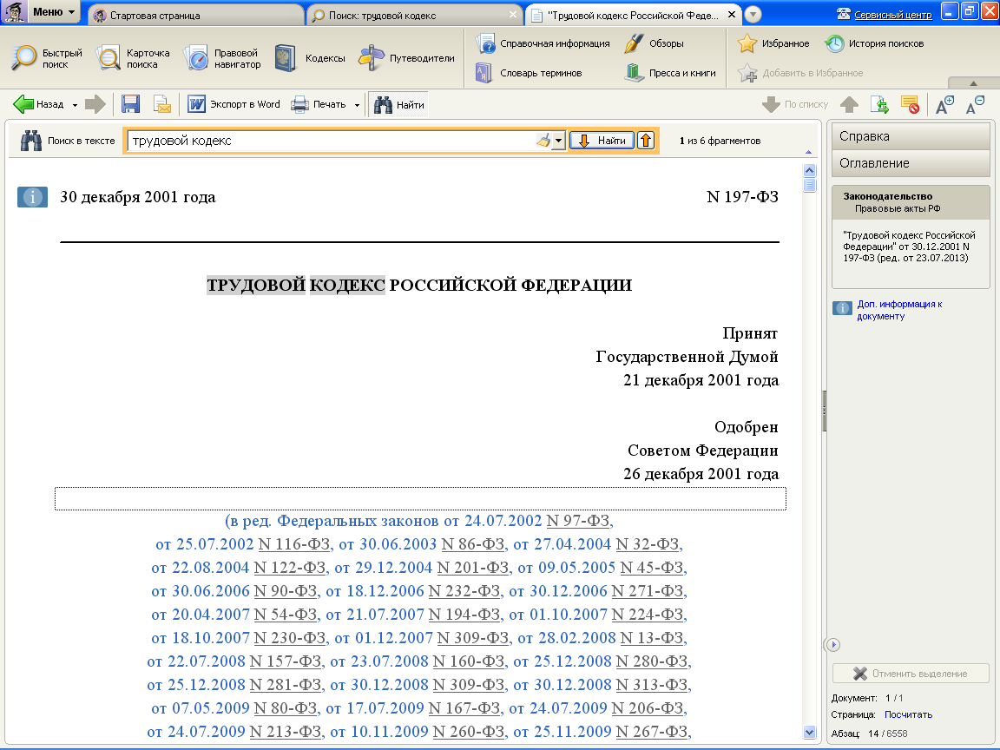 Меню
Стартовая страница
Поиск: трудовой кодекс
"Трудовой кодекс Российской Феде...
Сервисный центр
Быстрый поиск
Карточка поиска
Правовой навигатор
Кодексы
Путеводители
Справочная информация
Словарь терминов
Обзоры
Пресса и книги
Избранное
Добавить в Избранное
История поисков
Назад
Экспорт в Word
Печать
Найти
По списку
Поиск в тексте
трудовой кодекс
Найти
1 из 6 фрагментов
30 декабря 2001 года N 197-ФЗ
ТРУДОВОЙ КОДЕКС РОССИЙСКОЙ ФЕДЕРАЦИИ
Принят
Государственной Думой
21 декабря 2001 года
Одобрен
Советом Федерации
26 декабря 2001 года
(в ред. Федеральных законов от 24.07.2002 N 97-ФЗ,
от 25.07.2002 N 116-ФЗ, от 30.06.2003 N 86-ФЗ, от 27.04.2004 N 32-ФЗ,
от 22.08.2004 N 122-ФЗ, от 29.12.2004 N 201-ФЗ, от 09.05.2005 N 45-ФЗ,
от 30.06.2006 N 90-ФЗ, от 18.12.2006 N 232-ФЗ, от 30.12.2006 N 271-ФЗ,
от 20.04.2007 N 54-ФЗ, от 21.07.2007 N 194-ФЗ, от 01.10.2007 N 224-ФЗ,
от 18.10.2007 N 230-ФЗ, от 01.12.2007 N 309-ФЗ, от 28.02.2008 N 13-ФЗ,
от 22.07.2008 N 157-ФЗ, от 23.07.2008 N 160-ФЗ, от 25.12.2008 N 280-ФЗ,
от 25.12.2008 N 281-ФЗ, от 30.12.2008 N 309-ФЗ, от 30.12.2008 N 313-ФЗ,
от 07.05.2009 N 80-ФЗ, от 17.07.2009 N 167-ФЗ, от 24.07.2009 N 206-ФЗ,
от 24.07.2009 N 213-ФЗ, от 10.11.2009 N 260-ФЗ, от 25.11.2009 N 267-ФЗ,
Справка
Оглавление
Законодательство
Правовые акты РФ
"Трудовой кодекс Российской
Федерации" от 30.12.2001 N
197-ФЗ (ред. от 23.07.2013)
Доп. информация к
документу
Отменить выделение
Документ: 1 / 1
Страница: Посчитать
Абзац: 14 / 6558